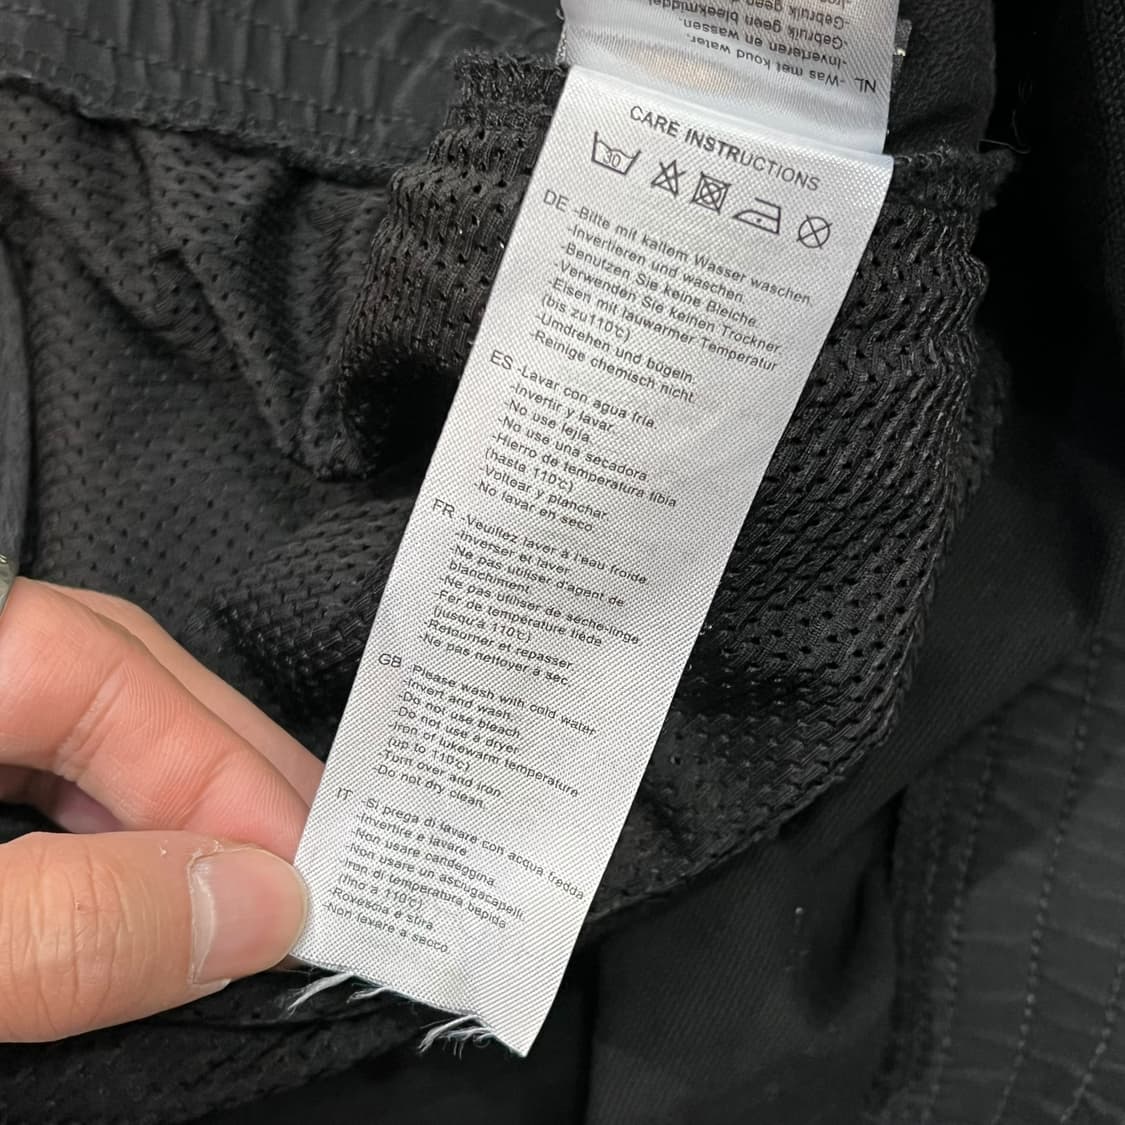 NL -Was met koud water.
-Inverteren en wassen.
-Gebruik geen bleekmiddel
-Gebruik geen
CARE INSTRUCTIONS
30
DE -Bitte mit kaltem Wasser waschen.
-Invertieren und waschen.
-Benutzen Sie keine Bleiche.
-Verwenden Sie keinen Trockner
-Eisen mit lauwarmer Temperatur
(bis zu110℃)
-Umdrehen und bügeln.
-Reinige chemisch nicht.
ES -Lavar con agua fría.
-Invertir y lavar.
-No use lejía.
-No use una secadora
-Hierro de temperatura tibia
(hasta 110℃)
-Voltear y planchar.
-No lavar en seco.
FR -Veuillez laver à l'eau froide.
-Inverser et laver.
-Ne pas utiliser d'agent de
blanchiment.
-Ne pas utiliser de sèche-linge.
-Fer de température tiède.
(jusqu'à 110℃)
-Retourner et repasser.
-Ne pas nettoyer à sec.
GB -Please wash with cold water
-Invert and wash.
-Do not use bleach.
-Do not use a dryer
-Iron of lukewarm temperature
(up to 110℃)
-Turn over and iron.
-Do not dry clean.
IT -Si prega di lavare con acqua fredda.
-Invertire e lavare.
-Non usare candeggina.
-Non usare un asciugacapelli.
-Iron di temperatura tiepida
(fino a 110℃)
-Rovescia e stira.
-Non lavare a secco.